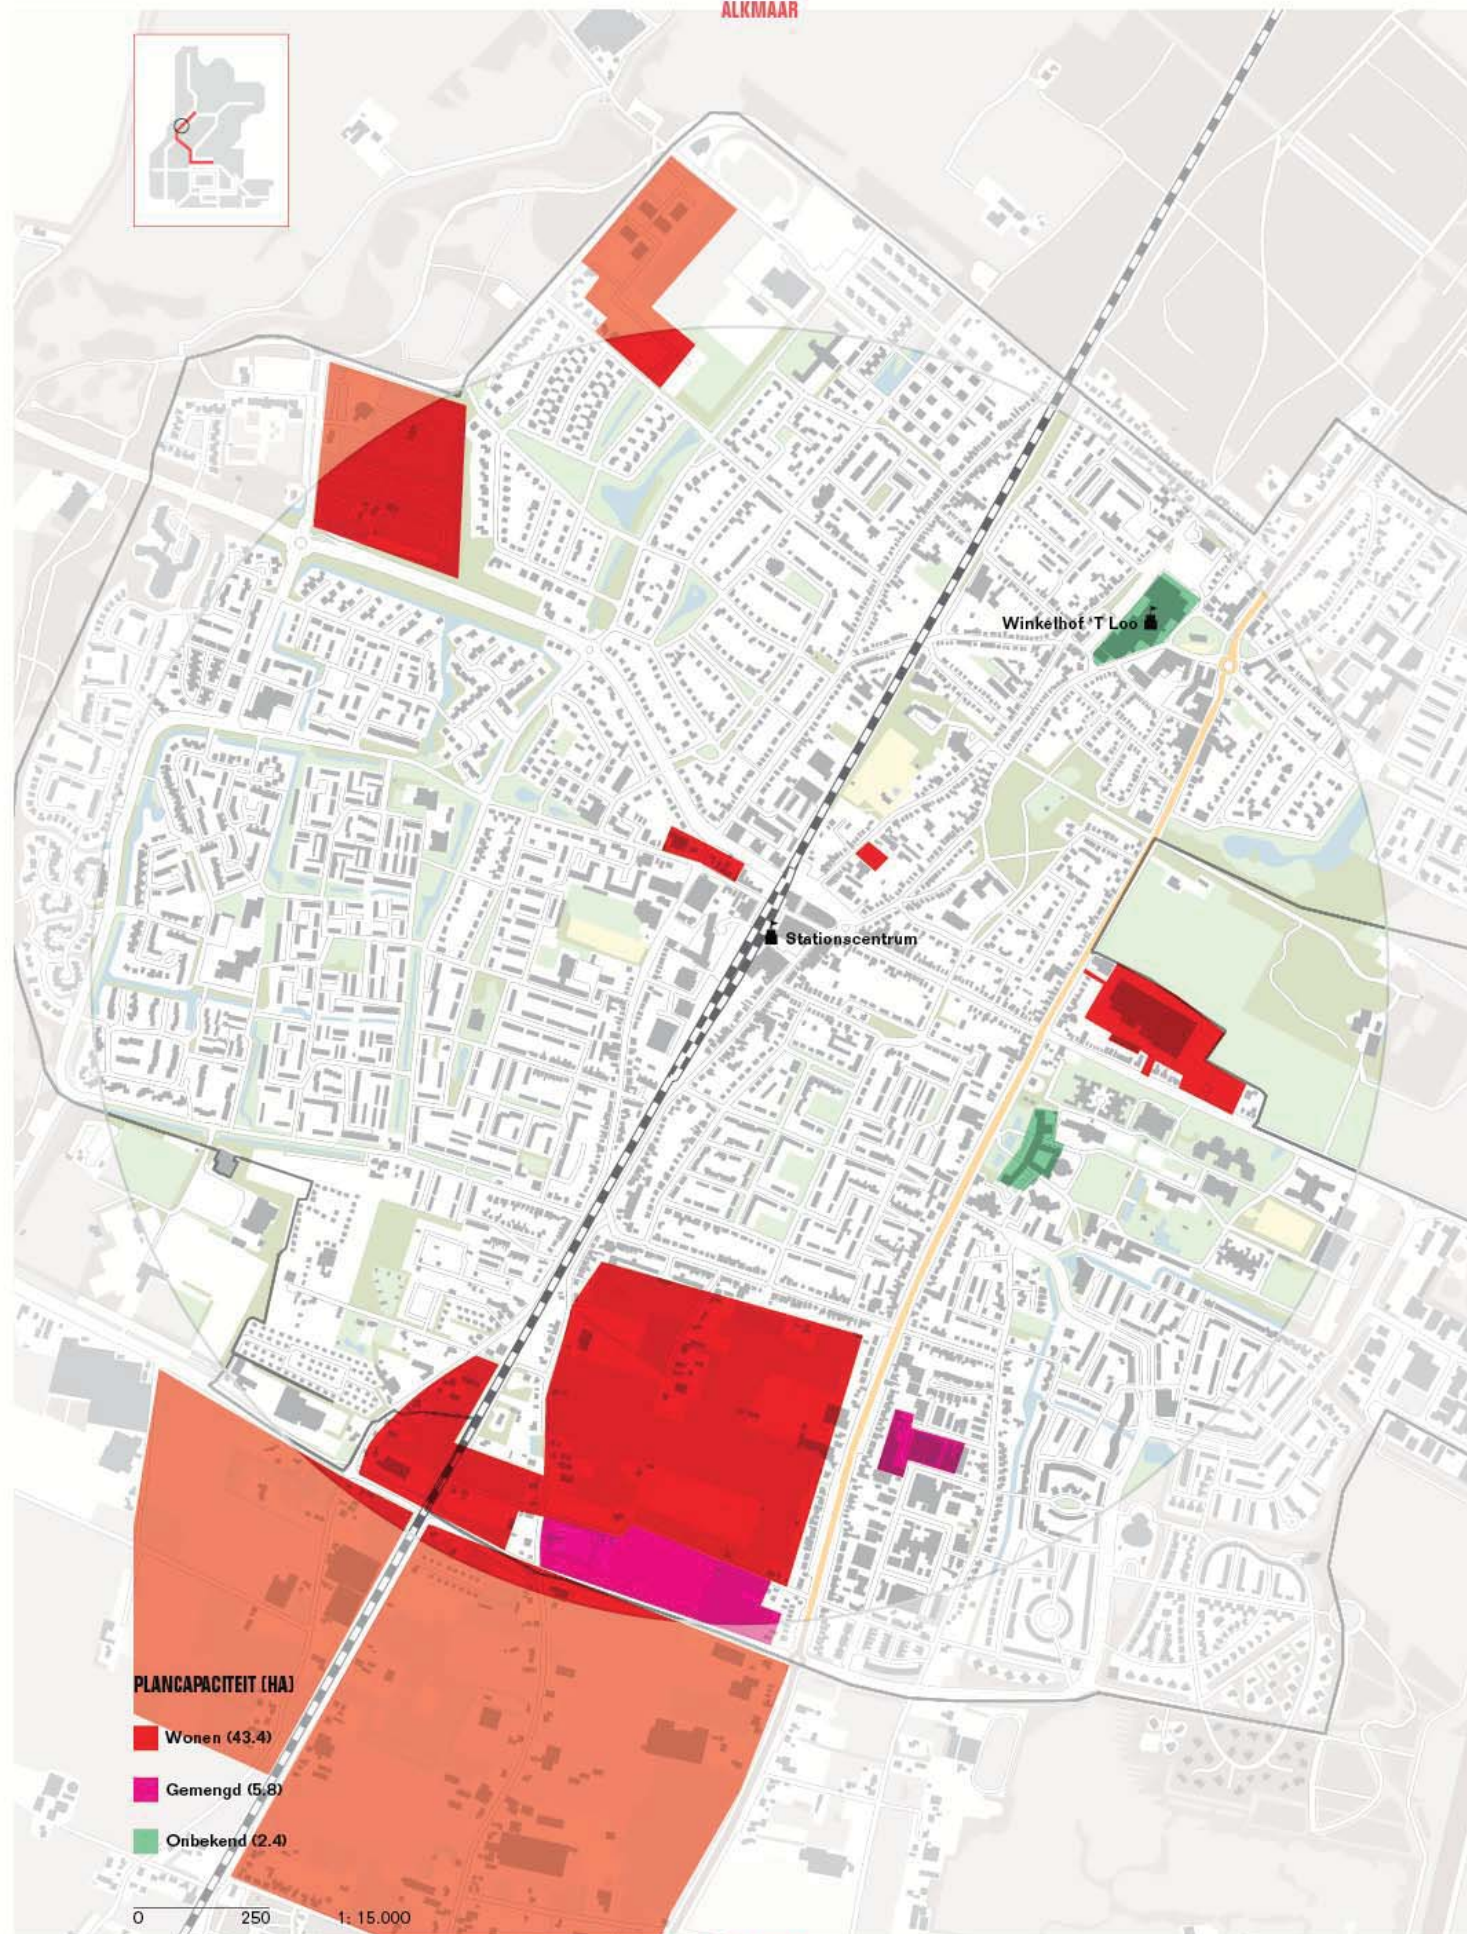 ALKMAAR
Winkelhof 'T Loo
Stationscentrum
PLANCAPACITEIT (HA)
Wonen (43.4)
Gemengd (5.8)
Onbekend (2.4)
0 250 1: 15.000